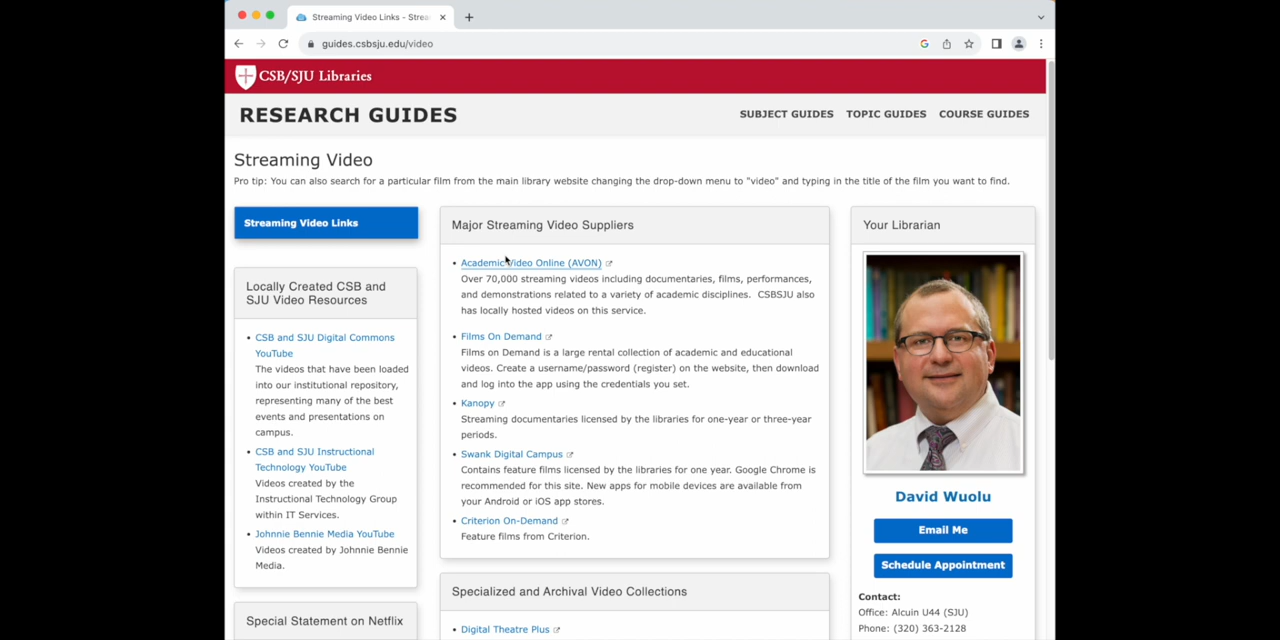 Streaming Video Links - Strea
guides.csbsju.edu/video
CSB/SJU Libraries
RESEARCH GUIDES
SUBJECT GUIDES
TOPIC GUIDES
COURSE GUIDES
Streaming Video
Pro tip: You can also search for a particular film from the main library website changing the drop-down menu to "video" and typing in the title of the film you want to find.
Streaming Video Links
Locally Created CSB and
SJU Video Resources
• CSB and SJU Digital Commons
YouTube
The videos that have been loaded
into our institutional repository,
representing many of the best
events and presentations on
campus.
• CSB and SJU Instructional
Technology YouTube
Videos created by the
Instructional Technology Group
within IT Services.
• Johnnie Bennie Media YouTube
Videos created by Johnnie Bennie
Media.
Special Statement on Netflix
Major Streaming Video Suppliers
• Academic Video Online (AVON)
Over 70,000 streaming videos including documentaries, films, performances,
and demonstrations related to a variety of academic disciplines. CSBSJU also
has locally hosted videos on this service.
• Films On Demand
Films on Demand is a large rental collection of academic and educational
videos. Create a username/password (register) on the website, then download
and log into the app using the credentials you set.
• Kanopy
Streaming documentaries licensed by the libraries for one-year or three-year
periods.
• Swank Digital Campus
Contains feature films licensed by the libraries for one year. Google Chrome is
recommended for this site. New apps for mobile devices are available from
your Android or iOS app stores.
• Criterion On-Demand
Feature films from Criterion.
Specialized and Archival Video Collections
• Digital Theatre Plus
Your Librarian
David Wuolu
Email Me
Schedule Appointment
Contact:
Office: Alcuin U44 (SJU)
Phone: (320) 363-2128